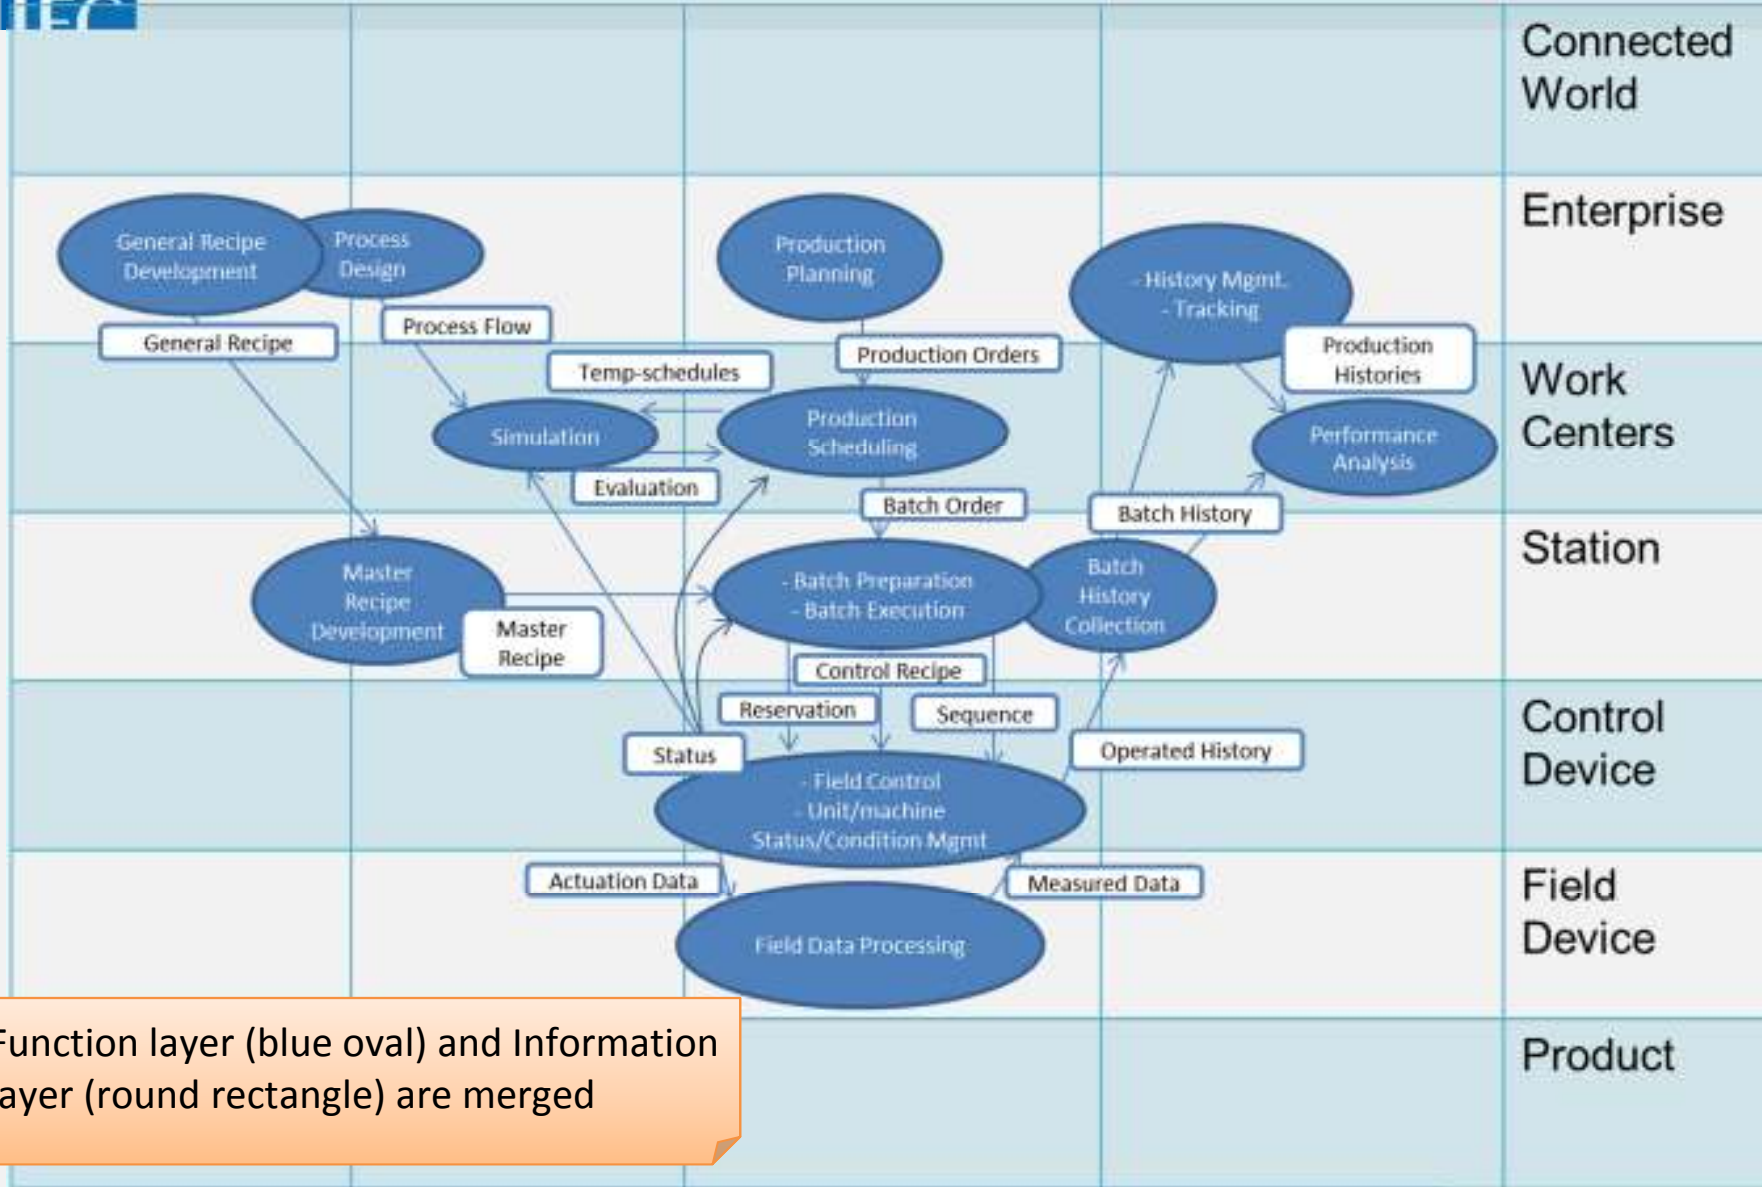 IEC
Connected
World
Enterprise
General Recipe
Development
Process
Design
Production
Planning
- History Mgmt.
- Tracking
General Recipe
Process Flow
Production Orders
Production
Histories
Temp-schedules
Work
Centers
Simulation
Production
Scheduling
Performance
Analysis
Evaluation
Batch Order
Batch History
Station
Master
Recipe
Development
Master
Recipe
- Batch Preparation
- Batch Execution
Batch
History
Collection
Control Recipe
Reservation
Sequence
Control
Device
Status
Operated History
- Field Control
- Unit/machine
Status/Condition Mgmt
Actuation Data
Measured Data
Field
Device
Field Data Processing
Function layer (blue oval) and Information
ayer (round rectangle) are merged
Product